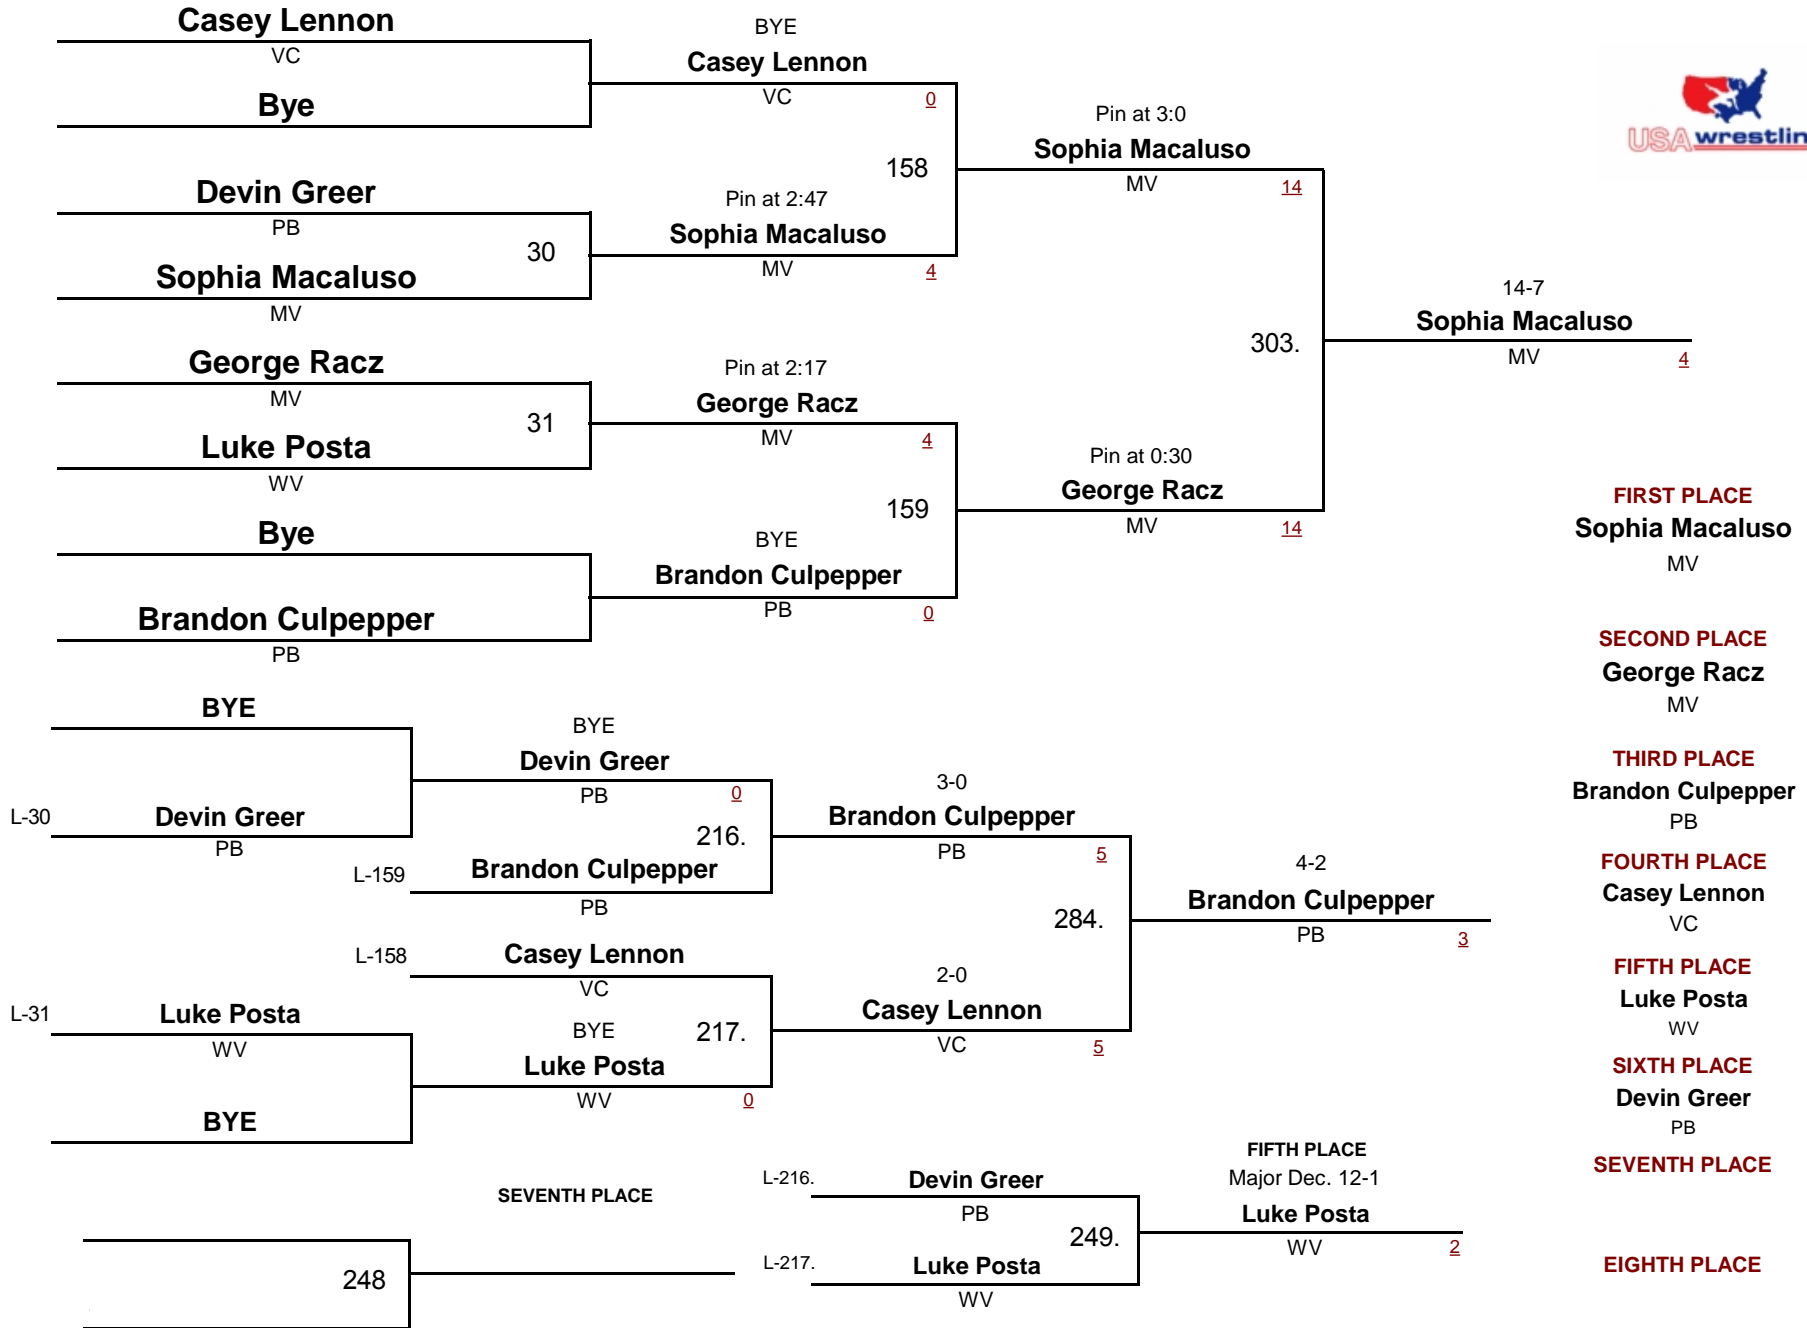 Casey Lennon
VC
Bye
Devin Greer
PB
30
Sophia Macaluso
MV
George Racz
MV
31
Luke Posta
WV
Bye
Brandon Culpepper
PB
BYE
Casey Lennon
VC
0
158
Pin at 2:47
Sophia Macaluso
MV
4
Pin at 2:17
George Racz
MV
4
159
BYE
Brandon Culpepper
PB
0
Pin at 3:0
Sophia Macaluso
MV
14
303.
Pin at 0:30
George Racz
MV
14
14-7
Sophia Macaluso
MV
4
USA wrestlin
FIRST PLACE
Sophia Macaluso
MV
SECOND PLACE
George Racz
MV
THIRD PLACE
Brandon Culpepper
PB
FOURTH PLACE
Casey Lennon
VC
FIFTH PLACE
Luke Posta
WV
SIXTH PLACE
Devin Greer
PB
SEVENTH PLACE
EIGHTH PLACE
BYE
L-30
Devin Greer
PB
BYE
Devin Greer
PB
0
216.
L-159
Brandon Culpepper
PB
L-158
Casey Lennon
VC
L-31
Luke Posta
WV
BYE
217.
Luke Posta
WV
0
BYE
3-0
Brandon Culpepper
PB
5
284.
2-0
Casey Lennon
VC
5
4-2
Brandon Culpepper
PB
3
SEVENTH PLACE
248
L-216.
Devin Greer
PB
249.
L-217.
Luke Posta
WV
FIFTH PLACE
Major Dec. 12-1
Luke Posta
WV
2